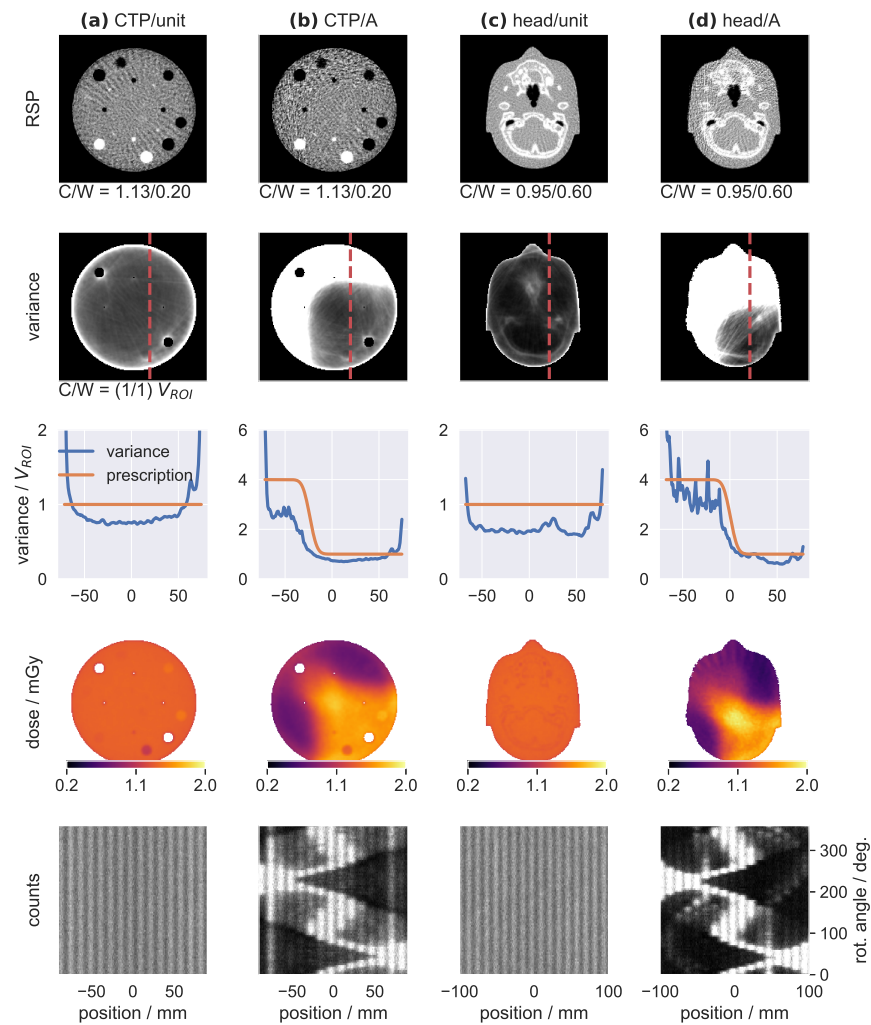 (a) CTP/unit (b) CTP/A (c) head/unit (d) head/A
RSP
C/W = 1.13/0.20 C/W = 1.13/0.20 C/W = 0.95/0.60 C/W = 0.95/0.60
variance
C/W = (1/1) V_ROI
variance / V_ROI
2 6 2 6
variance
prescription
4 4
1 1
2 2
0 0 0 0
−50 0 50 −50 0 50 −50 0 50 −50 0 50
dose / mGy
0.2 1.1 2.0 0.2 1.1 2.0 0.2 1.1 2.0 0.2 1.1 2.0
counts
300
200
100
0
rot. angle / deg.
−50 0 50 −50 0 50 −100 0 100 −100 0 100
position / mm position / mm position / mm position / mm